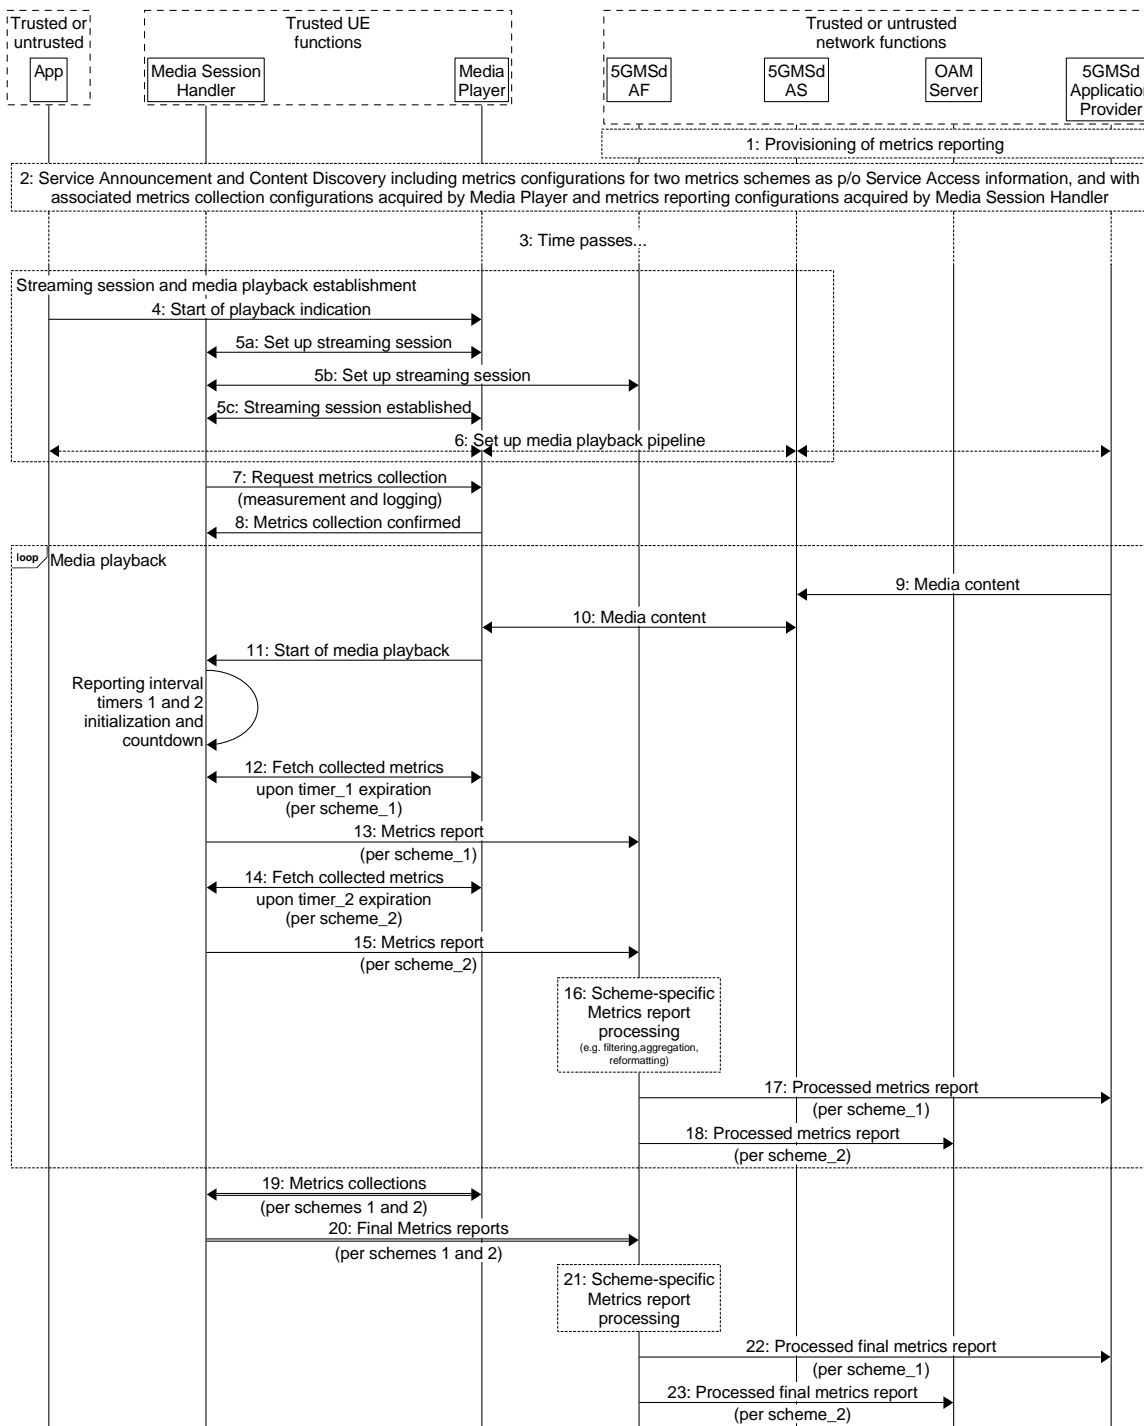 Trusted or
untrusted
Trusted UE
functions
Trusted or untrusted
network functions
App
Media Session
Handler
Media
Player
5GMSd
AF
5GMSd
AS
OAM
Server
5GMSd
Application
Provider
1: Provisioning of metrics reporting
2: Service Announcement and Content Discovery including metrics configurations for two metrics schemes as p/o Service Access information, and with
associated metrics collection configurations acquired by Media Player and metrics reporting configurations acquired by Media Session Handler
3: Time passes...
Streaming session and media playback establishment
4: Start of playback indication
5a: Set up streaming session
5b: Set up streaming session
5c: Streaming session established
6: Set up media playback pipeline
7: Request metrics collection
(measurement and logging)
8: Metrics collection confirmed
loop
Media playback
9: Media content
10: Media content
11: Start of media playback
Reporting interval
timers 1 and 2
initialization and
countdown
12: Fetch collected metrics
upon timer_1 expiration
(per scheme_1)
13: Metrics report
(per scheme_1)
14: Fetch collected metrics
upon timer_2 expiration
(per scheme_2)
15: Metrics report
(per scheme_2)
16: Scheme-specific
Metrics report
processing
(e.g. filtering,aggregation,
reformatting)
17: Processed metrics report
(per scheme_1)
18: Processed metrics report
(per scheme_2)
19: Metrics collections
(per schemes 1 and 2)
20: Final Metrics reports
(per schemes 1 and 2)
21: Scheme-specific
Metrics report
processing
22: Processed final metrics report
(per scheme_1)
23: Processed final metrics report
(per scheme_2)